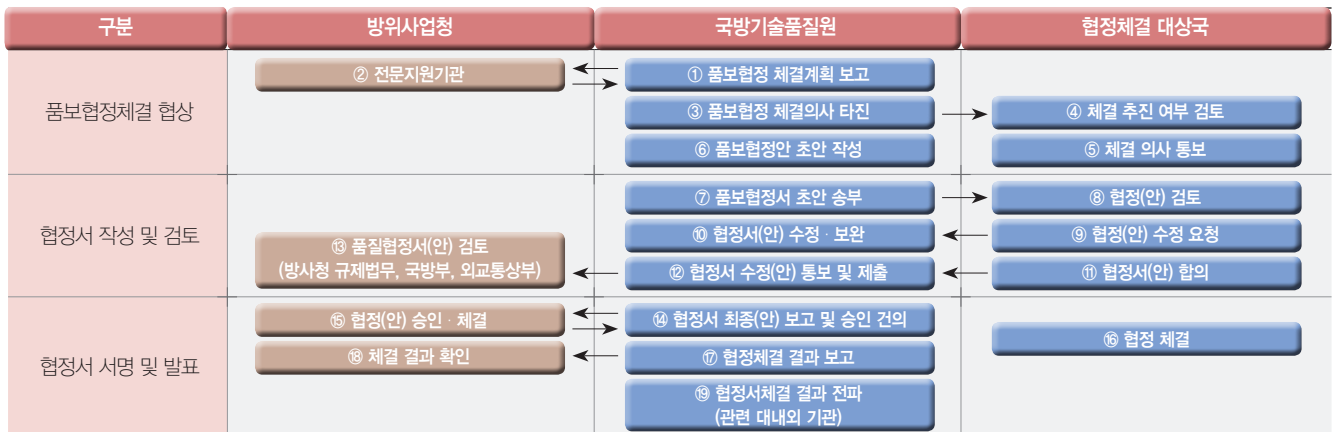 구분
방위사업청
국방기술품질원
협정체결 대상국
품보협정체결 협상
② 전문지원기관
① 품보협정 체결계획 보고
③ 품보협정 체결의사 타진
④ 체결 추진 여부 검토
⑥ 품보협정안 초안 작성
⑤ 체결 의사 통보
협정서 작성 및 검토
⑦ 품보협정서 초안 송부
⑧ 협정(안) 검토
⑬ 품질협정서(안) 검토
(방사청 규제법무, 국방부, 외교통상부)
⑩ 협정서(안) 수정 · 보완
⑨ 협정(안) 수정 요청
⑫ 협정서 수정(안) 통보 및 제출
⑪ 협정서(안) 합의
협정서 서명 및 발표
⑮ 협정(안) 승인 · 체결
⑭ 협정서 최종(안) 보고 및 승인 건의
⑯ 협정 체결
⑱ 체결 결과 확인
⑰ 협정체결 결과 보고
⑲ 협정서체결 결과 전파
(관련 대내외 기관)